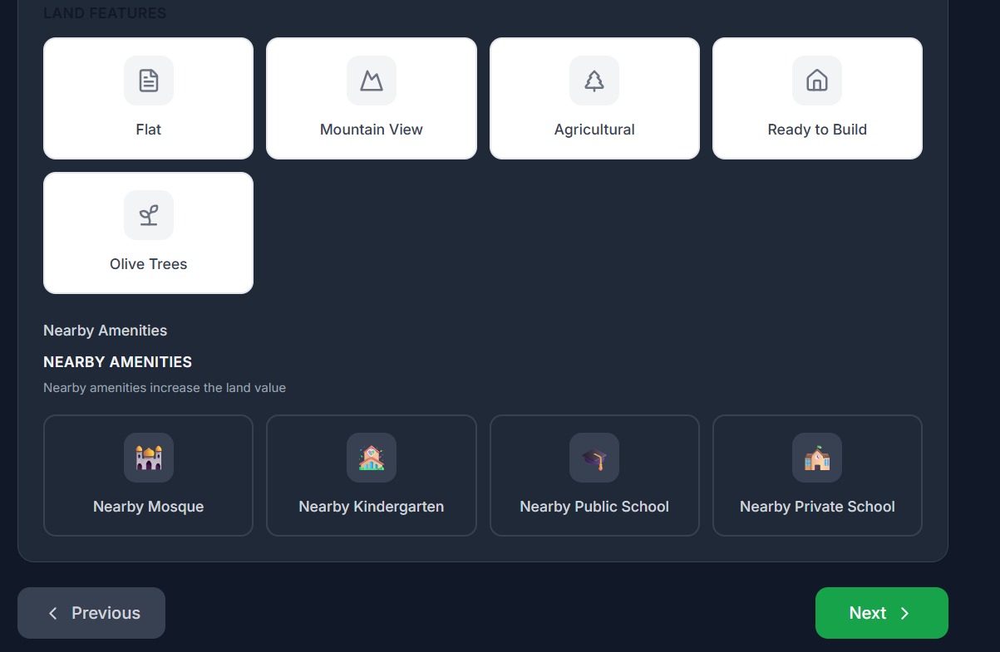 LAND FEATURES
Flat
Mountain View
Agricultural
Ready to Build
Olive Trees
Nearby Amenities
NEARBY AMENITIES
Nearby amenities increase the land value
Nearby Mosque
Nearby Kindergarten
Nearby Public School
Nearby Private School
Previous
Next